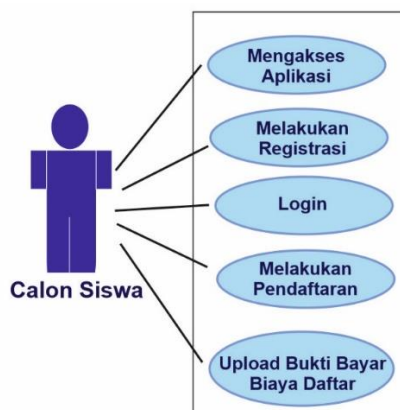 Mengakses
Aplikasi
Melakukan
Registrasi
Login
Calon Siswa
Melakukan
Pendaftaran
Upload Bukti Bayar
Biaya Daftar